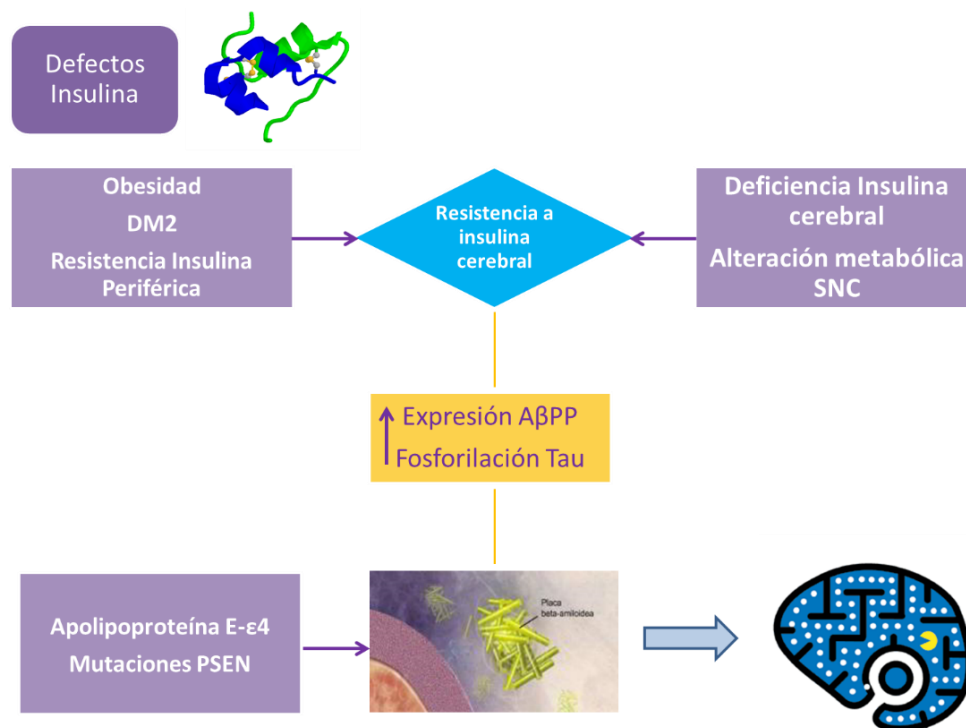 Defectos
Insulina
Obesidad
DM2
Resistencia Insulina
Periférica
Resistencia a
insulina
cerebral
Deficiencia Insulina
cerebral
Alteración metabólica
SNC
Expresión AβPP
Fosforilación Tau
Apolipoproteína E-ε4
Mutaciones PSEN
Placa
beta-amiloidea